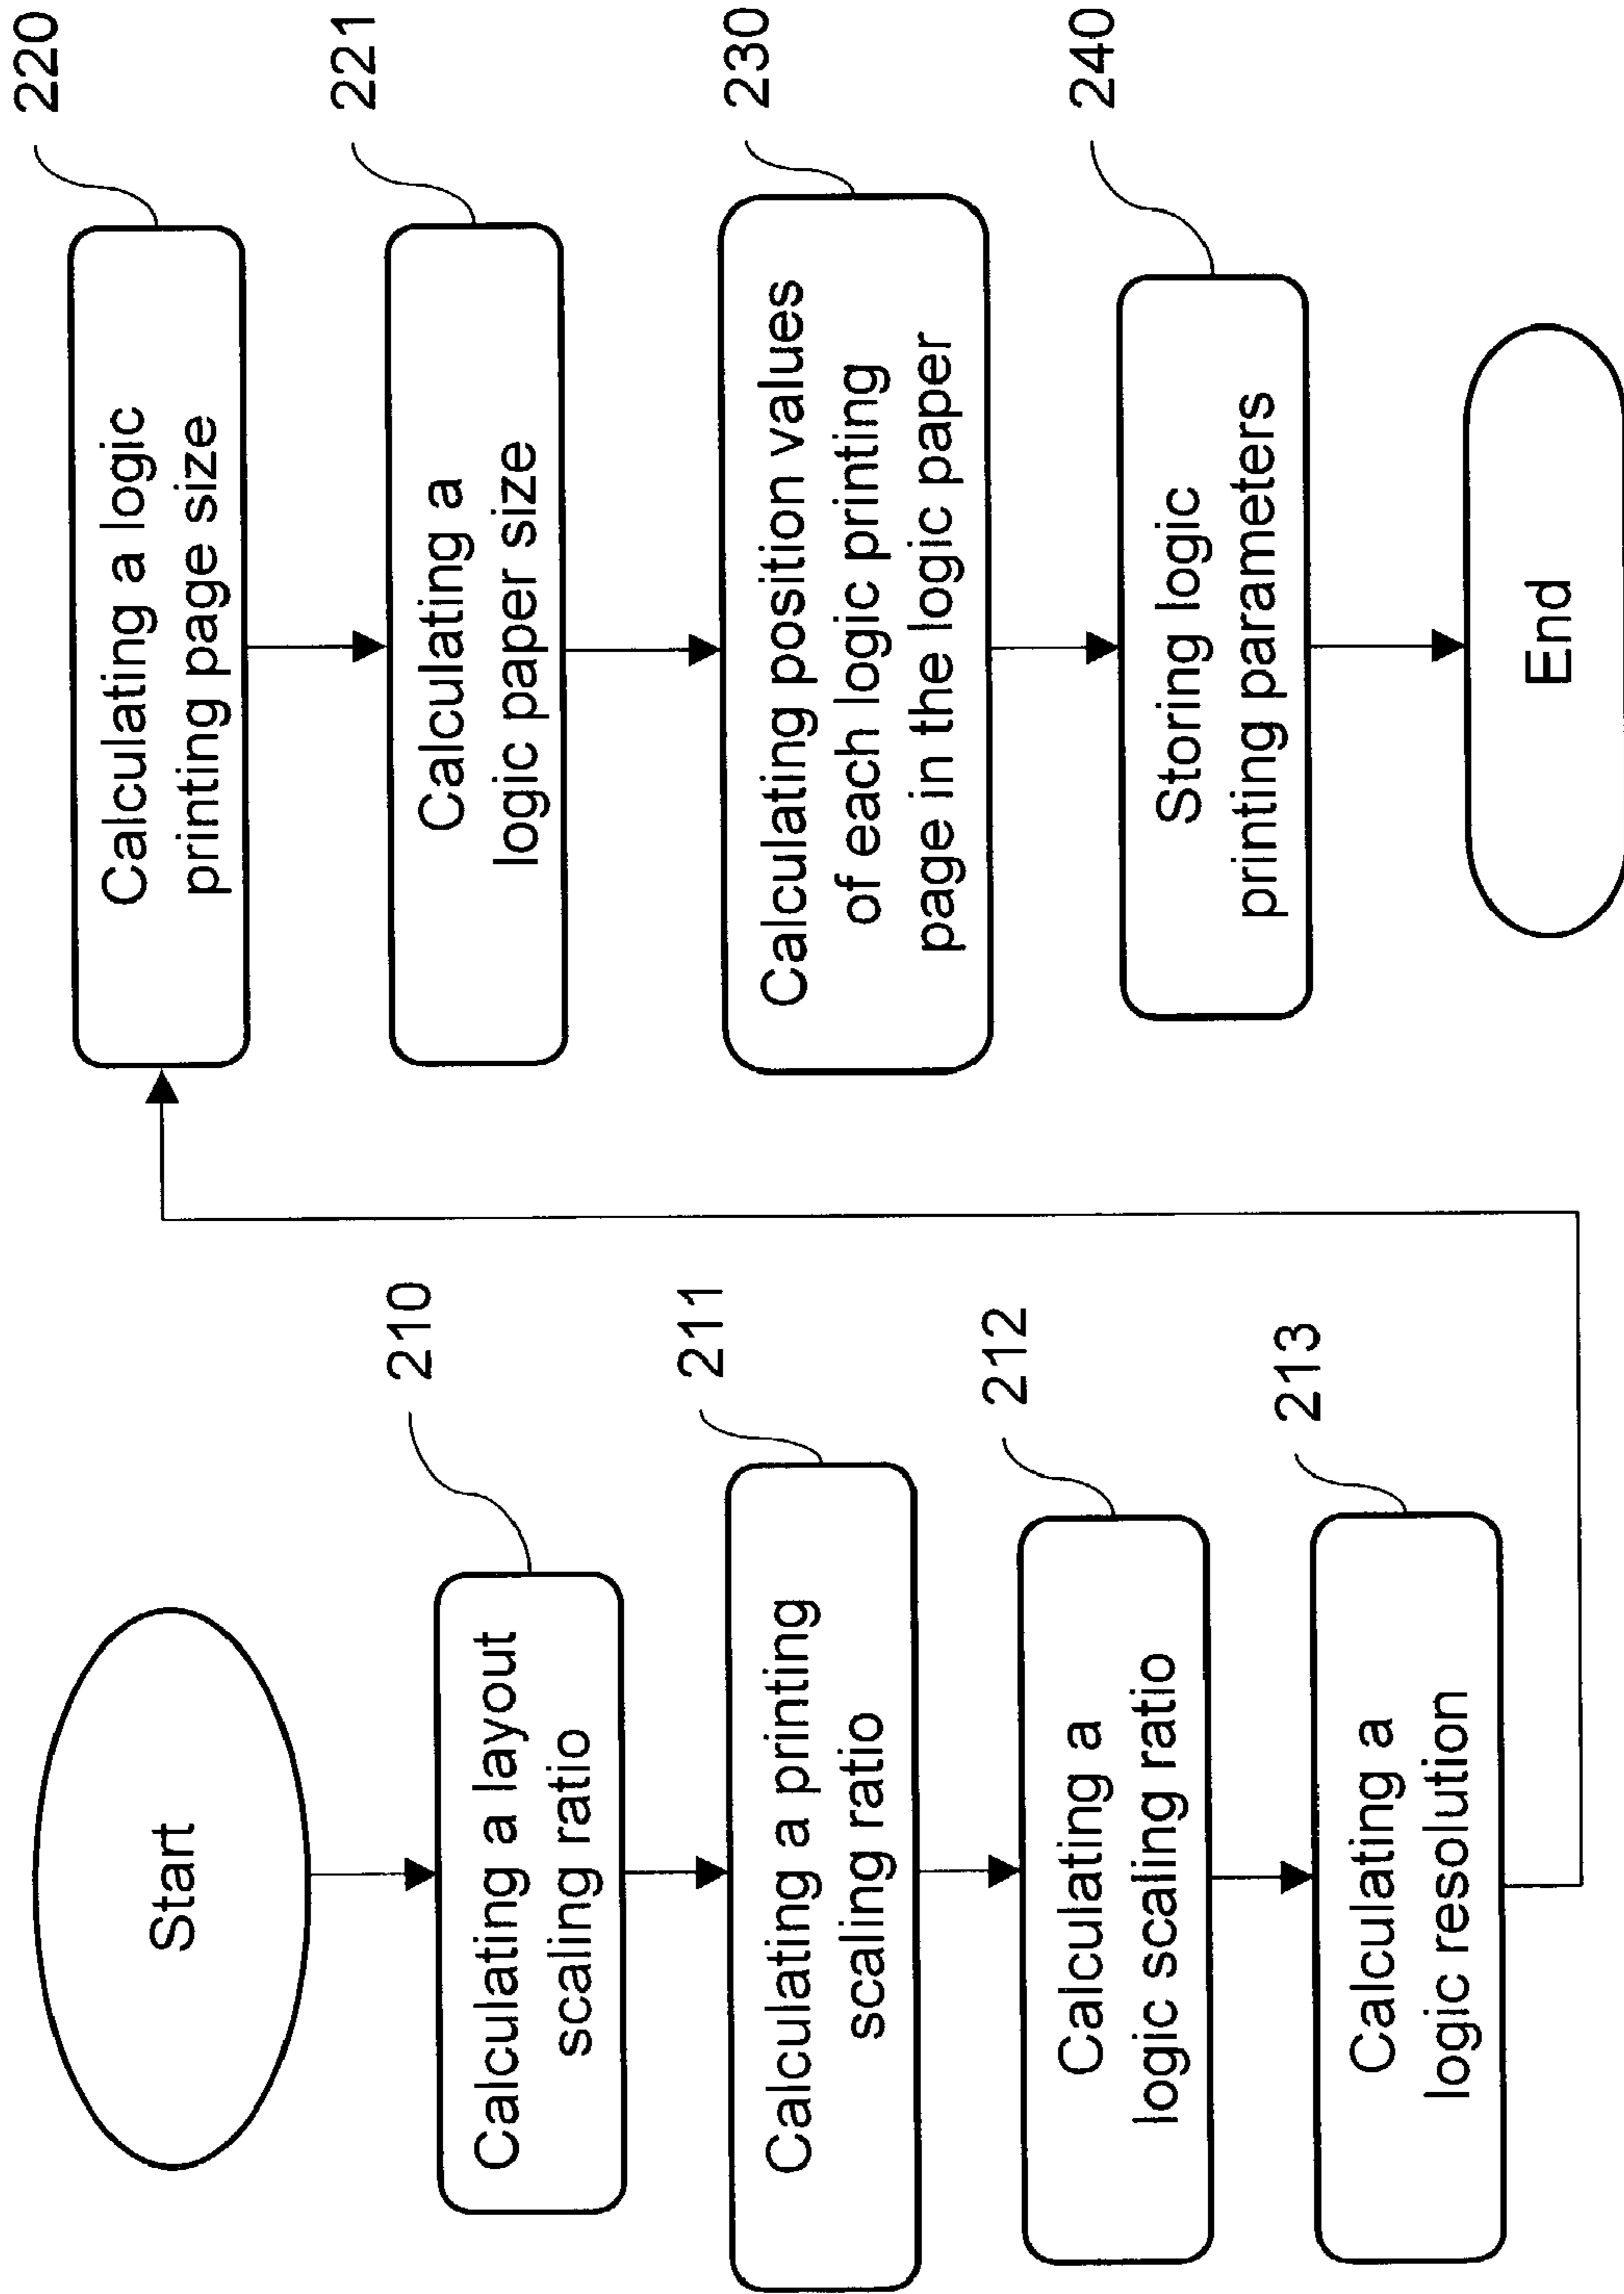 Start
210
Calculating a layout
scaling ratio
211
Calculating a printing
scaling ratio
212
Calculating a
logic scaling ratio
213
Calculating a
logic resolution
220
Calculating a logic
printing page size
221
Calculating a
logic paper size
230
Calculating position values
of each logic printing
page in the logic paper
240
Storing logic
printing parameters
End